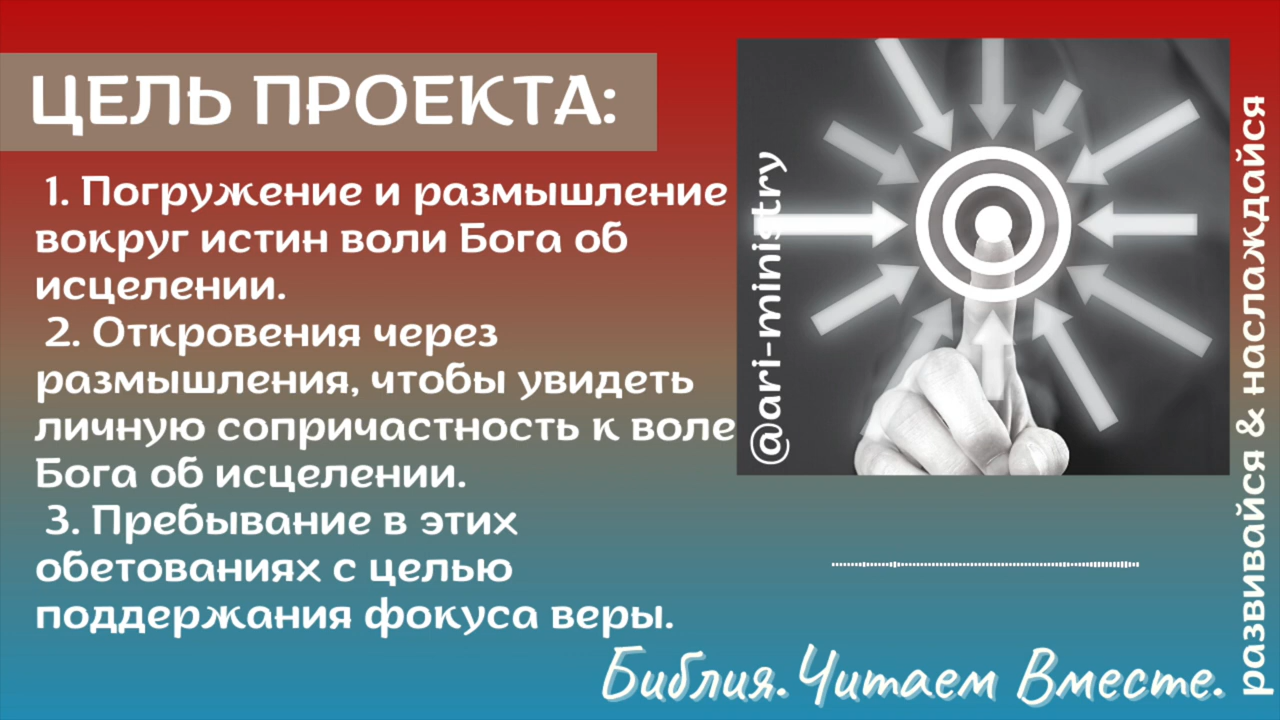 ЦЕЛЬ ПРОЕКТА:
1. Погружение и размышление
вокруг истин воли Бога об
исцелении.
2. Откровения через
размышления, чтобы увидеть
личную сопричастность к воле
Бога об исцелении.
3. Пребывание в этих
обетованиях с целью
поддержания фокуса веры.
@ari-ministry
развивайся & наслаждайся
Библия. Читаем Вместе.